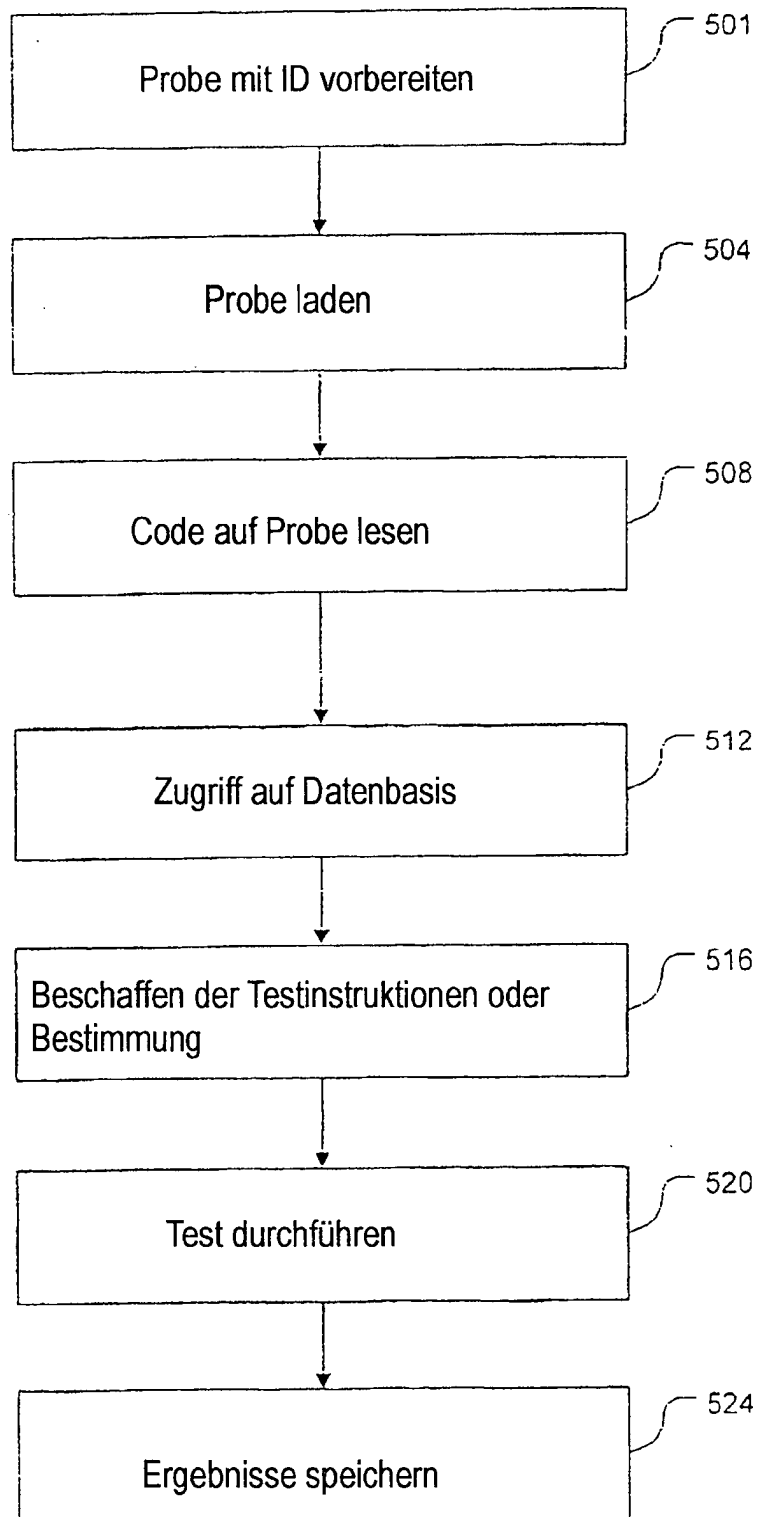 501
Probe mit ID vorbereiten
504
Probe laden
508
Code auf Probe lesen
512
Zugriff auf Datenbasis
516
Beschaffen der Testinstruktionen oder
Bestimmung
520
Test durchführen
524
Ergebnisse speichern